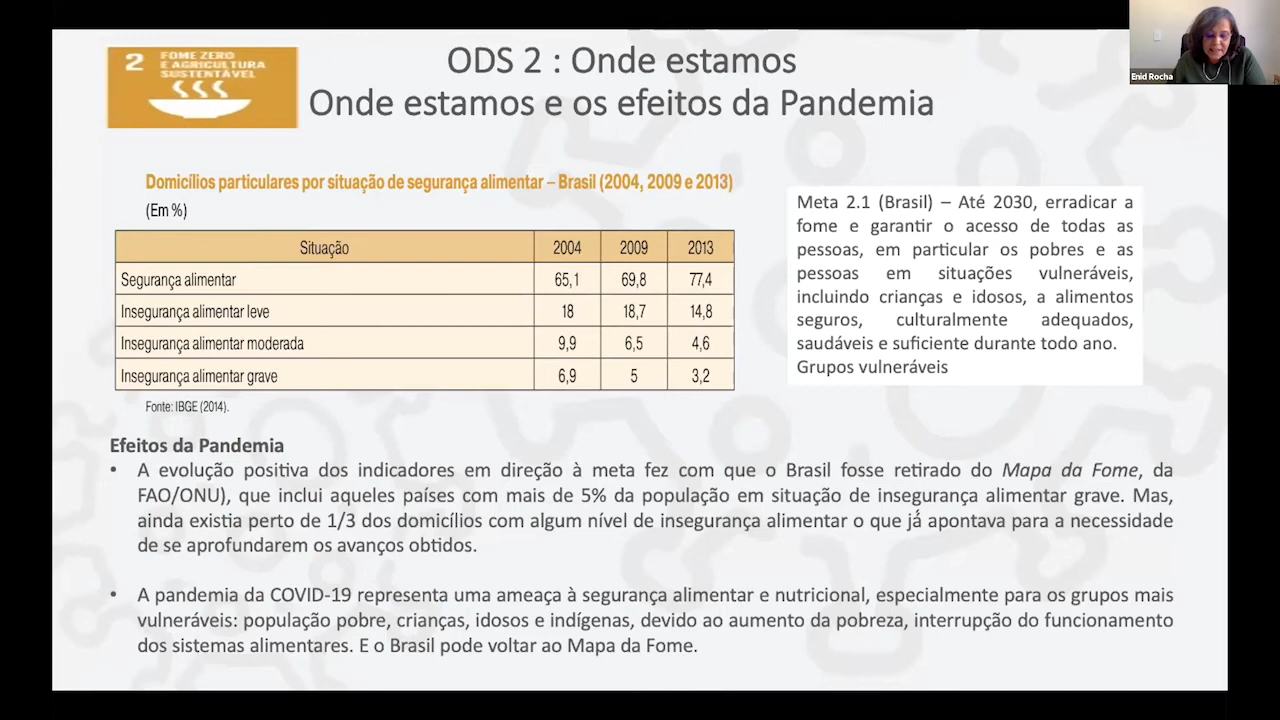 2 FOME ZERO
E AGRICULTURA
SUSTENTÁVEL
ODS 2 : Onde estamos
Onde estamos e os efeitos da Pandemia
Enid Rocha
Domicílios particulares por situação de segurança alimentar – Brasil (2004, 2009 e 2013)
(Em %)
Situação 2004 2009 2013
Segurança alimentar 65,1 69,8 77,4
Insegurança alimentar leve 18 18,7 14,8
Insegurança alimentar moderada 9,9 6,5 4,6
Insegurança alimentar grave 6,9 5 3,2
Fonte: IBGE (2014).
Meta 2.1 (Brasil) – Até 2030, erradicar a
fome e garantir o acesso de todas as
pessoas, em particular os pobres e as
pessoas em situações vulneráveis,
incluindo crianças e idosos, a alimentos
seguros, culturalmente adequados,
saudáveis e suficiente durante todo ano.
Grupos vulneráveis
Efeitos da Pandemia
• A evolução positiva dos indicadores em direção à meta fez com que o Brasil fosse retirado do Mapa da Fome, da
FAO/ONU), que inclui aqueles países com mais de 5% da população em situação de insegurança alimentar grave. Mas,
ainda existia perto de 1/3 dos domicílios com algum nível de insegurança alimentar o que já apontava para a necessidade
de se aprofundarem os avanços obtidos.
• A pandemia da COVID-19 representa uma ameaça à segurança alimentar e nutricional, especialmente para os grupos mais
vulneráveis: população pobre, crianças, idosos e indígenas, devido ao aumento da pobreza, interrupção do funcionamento
dos sistemas alimentares. E o Brasil pode voltar ao Mapa da Fome.